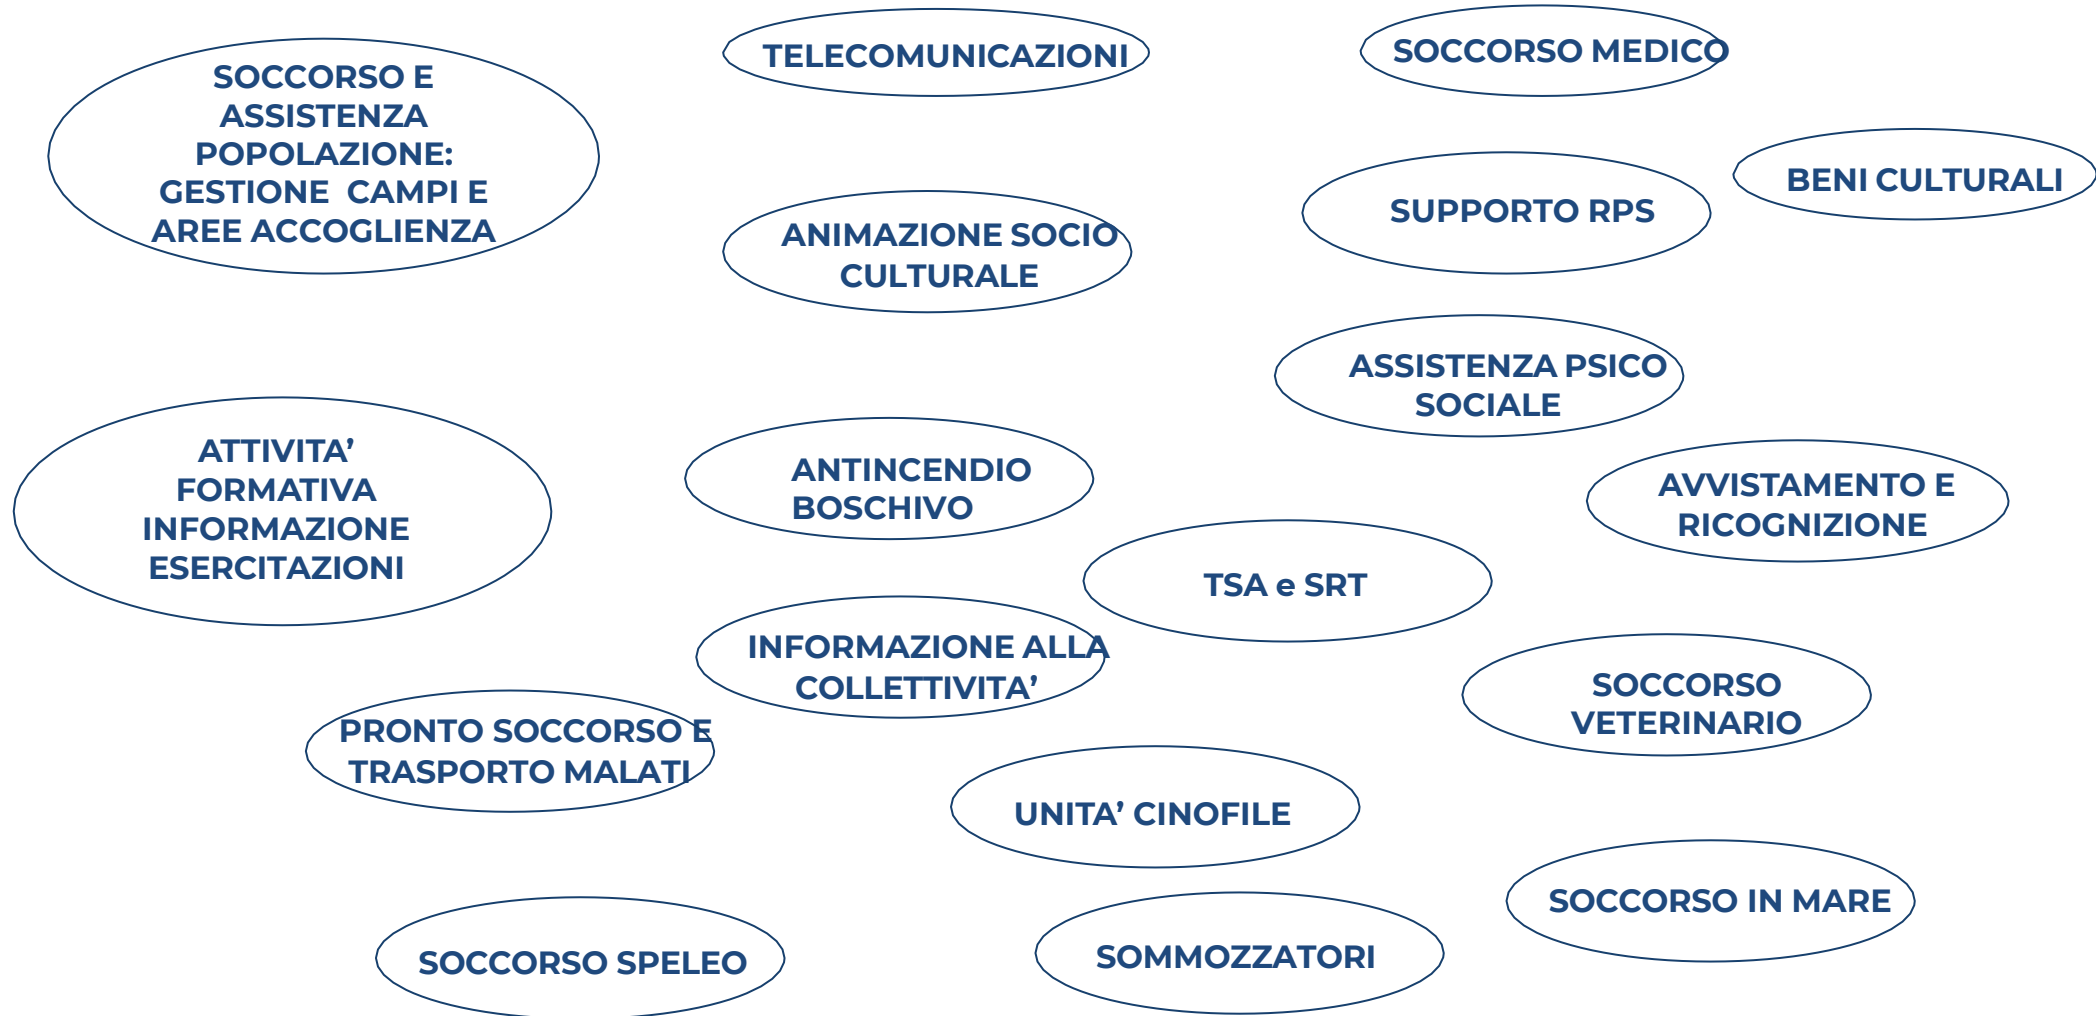 SOCCORSO E
ASSISTENZA
POPOLAZIONE:
GESTIONE CAMPI E
AREE ACCOGLIENZA
TELECOMUNICAZIONI
SOCCORSO MEDICO
BENI CULTURALI
SUPPORTO RPS
ANIMAZIONE SOCIO
CULTURALE
ASSISTENZA PSICO
SOCIALE
ATTIVITA’
FORMATIVA
INFORMAZIONE
ESERCITAZIONI
ANTINCENDIO
BOSCHIVO
AVVISTAMENTO E
RICOGNIZIONE
TSA e SRT
INFORMAZIONE ALLA
COLLETTIVITA’
SOCCORSO
VETERINARIO
PRONTO SOCCORSO E
TRASPORTO MALATI
UNITA’ CINOFILE
SOCCORSO IN MARE
SOCCORSO SPELEO
SOMMOZZATORI